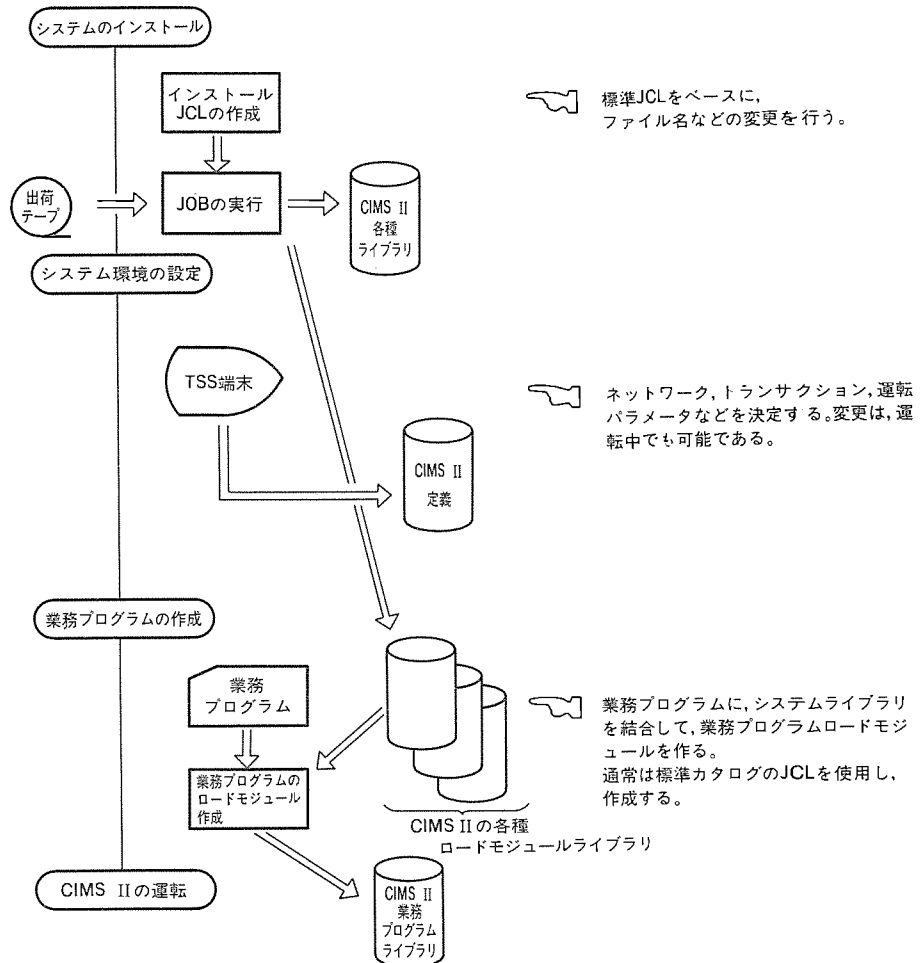 システムのインストール
インストール
JCLの作成
標準JCLをベースに,
ファイル名などの変更を行う。
出荷
テープ
JOBの実行
CIMS II
各種
ライブラリ
システム環境の設定
TSS端末
ネットワーク,トランザクション,運転
パラメータなどを決定する。変更は,運
転中でも可能である。
CIMS II
定義
業務プログラムの作成
業務
プログラム
業務プログラムに,システムライブラリ
を結合して,業務プログラムロードモジ
ュールを作る。
通常は標準カタログのJCLを使用し,
作成する。
業務プログラムの
ロードモジュール
作成
CIMS IIの各種
ロードモジュールライブラリ
CIMS IIの運転
CIMS II
業務
プログラム
ライブラリ